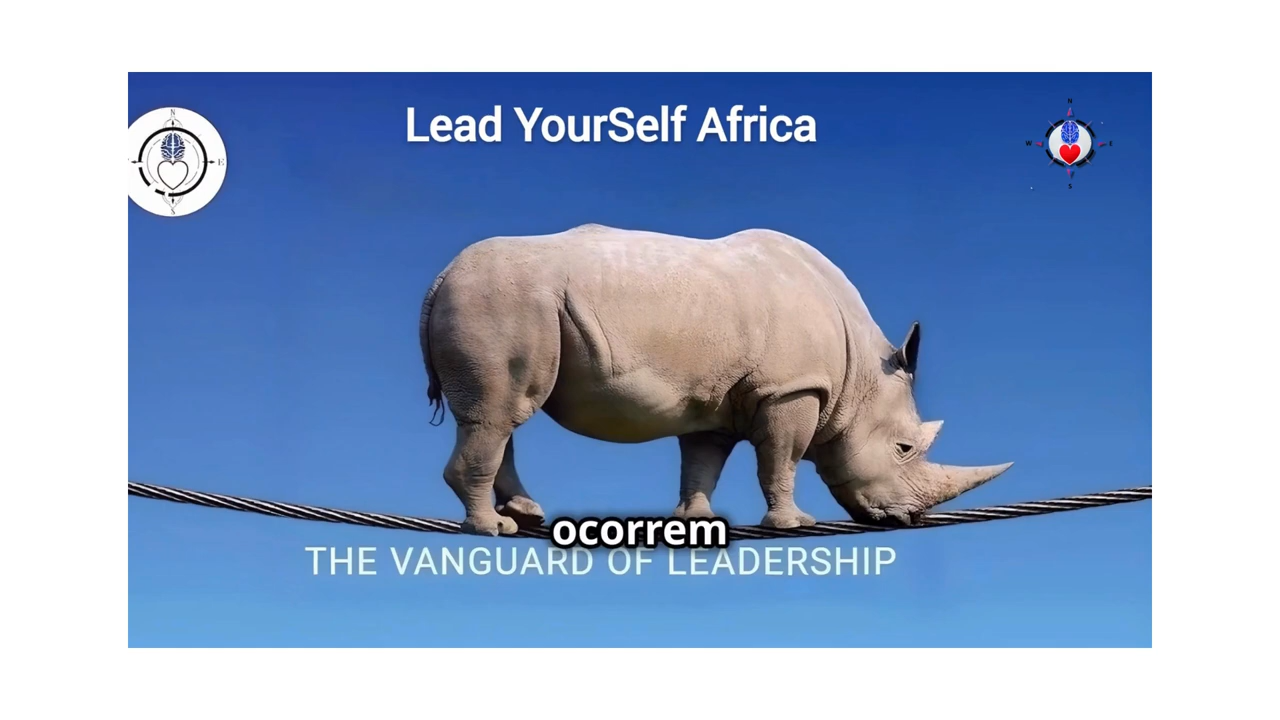 Lead YourSelf Africa
N
E
S
N
W
E
S
ocorrem
THE VANGUARD OF LEADERSHIP